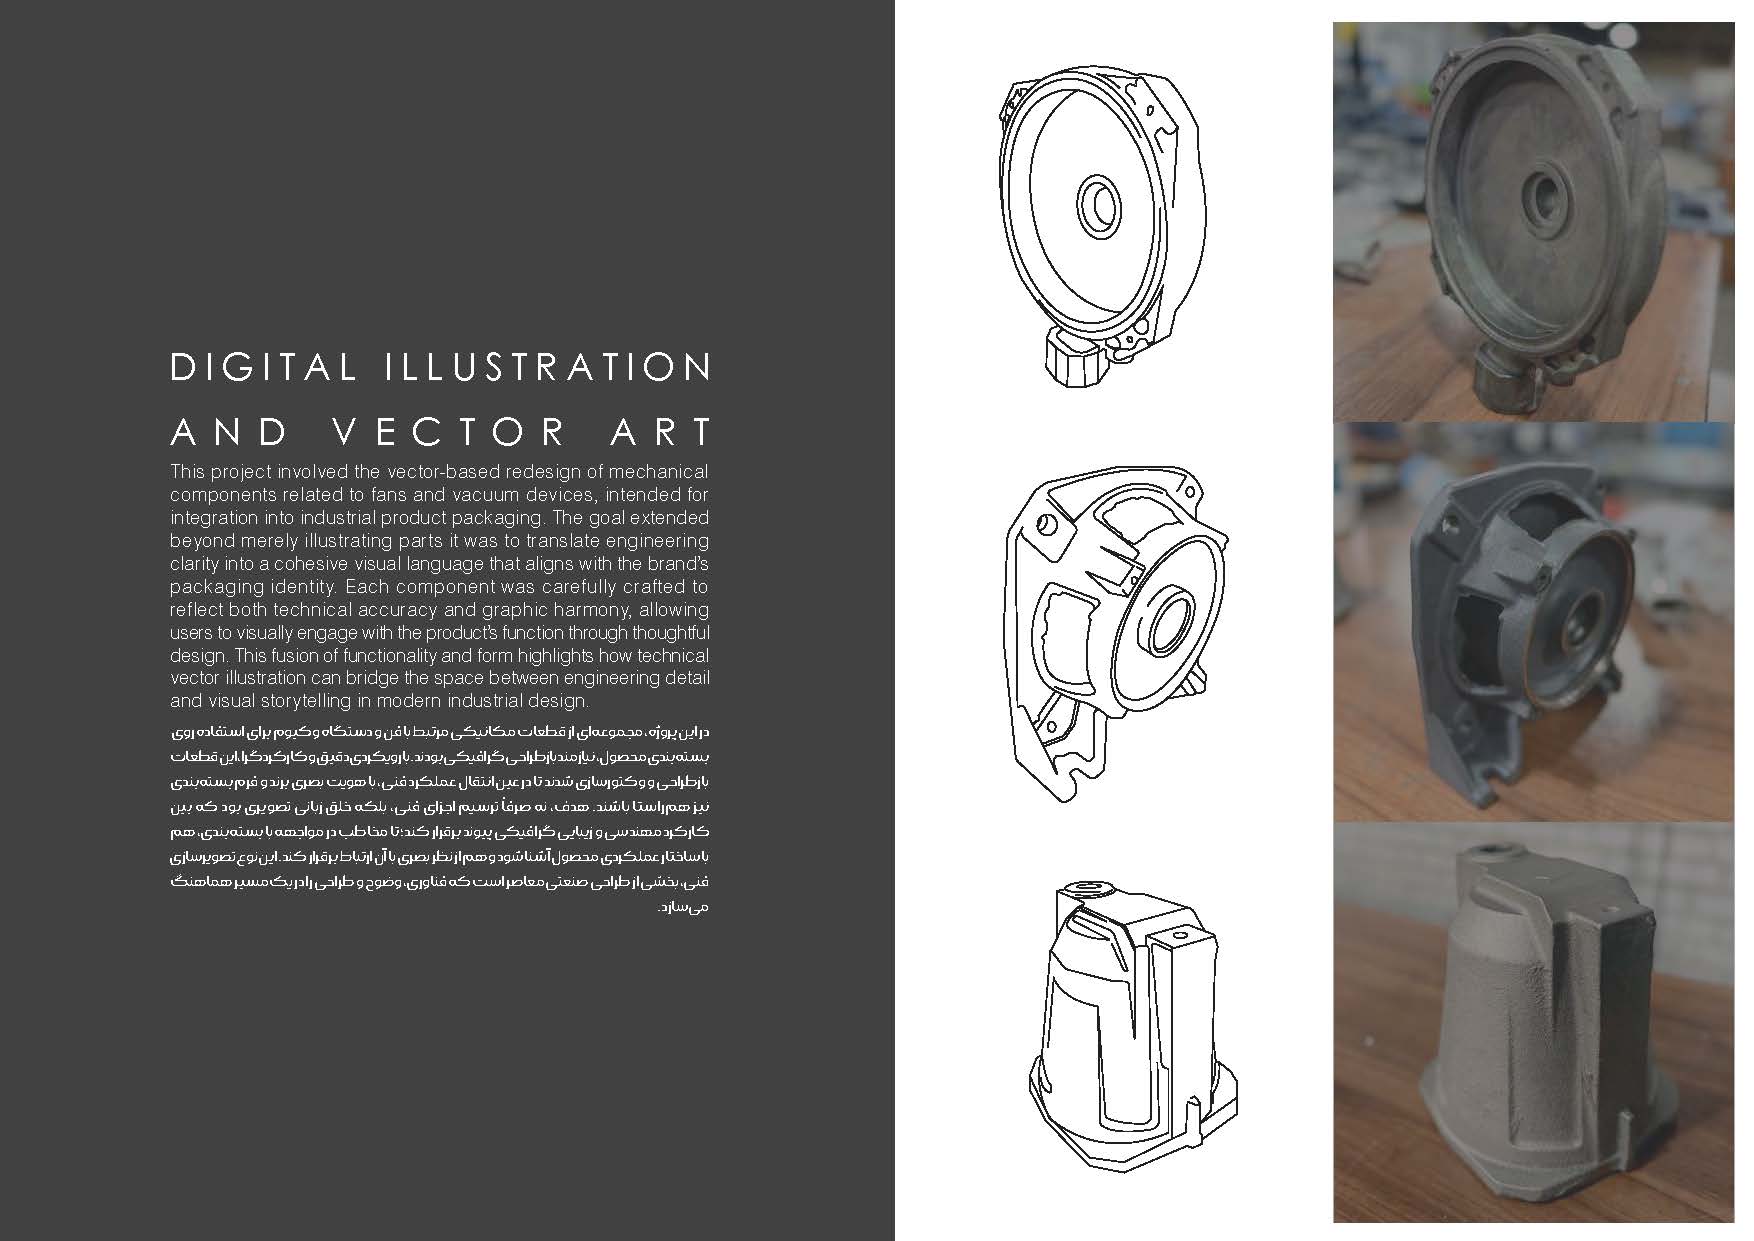 DIGITAL ILLUSTRATION
AND VECTOR ART
This project involved the vector-based redesign of mechanical
components related to fans and vacuum devices, intended for
integration into industrial product packaging. The goal extended
beyond merely illustrating parts it was to translate engineering
clarity into a cohesive visual language that aligns with the brand’s
packaging identity. Each component was carefully crafted to
reflect both technical accuracy and graphic harmony, allowing
users to visually engage with the product’s function through thoughtful
design. This fusion of functionality and form highlights how technical
vector illustration can bridge the space between engineering detail
and visual storytelling in modern industrial design.
در این پروژه، مجموعه‌ای از قطعات مکانیکی مرتبط با فن و دستگاه وکیوم برای استفاده روی
بسته‌بندی محصول، نیازمند بازطراحی گرافیکی بودند. با رویکردی دقیق و کارکردگرا، این قطعات
بازطراحی و وکتورسازی شدند تا در عین انتقال عملکرد فنی، با هویت بصری برند و فرم بسته‌بندی
نیز هم‌راستا باشند. هدف، نه صرفاً ترسیم اجزای فنی، بلکه خلق زبانی تصویری بود که بین
کارکرد مهندسی و زیبایی گرافیکی پیوند برقرار کند؛ تا مخاطب در مواجهه با بسته‌بندی، هم
با ساختار عملکردی محصول آشنا شود و هم از نظر بصری با آن ارتباط برقرار کند. این نوع تصویرسازی
فنی، بخشی از طراحی صنعتی معاصر است که فناوری، وضوح و طراحی را در یک مسیر هماهنگ
می‌سازد.